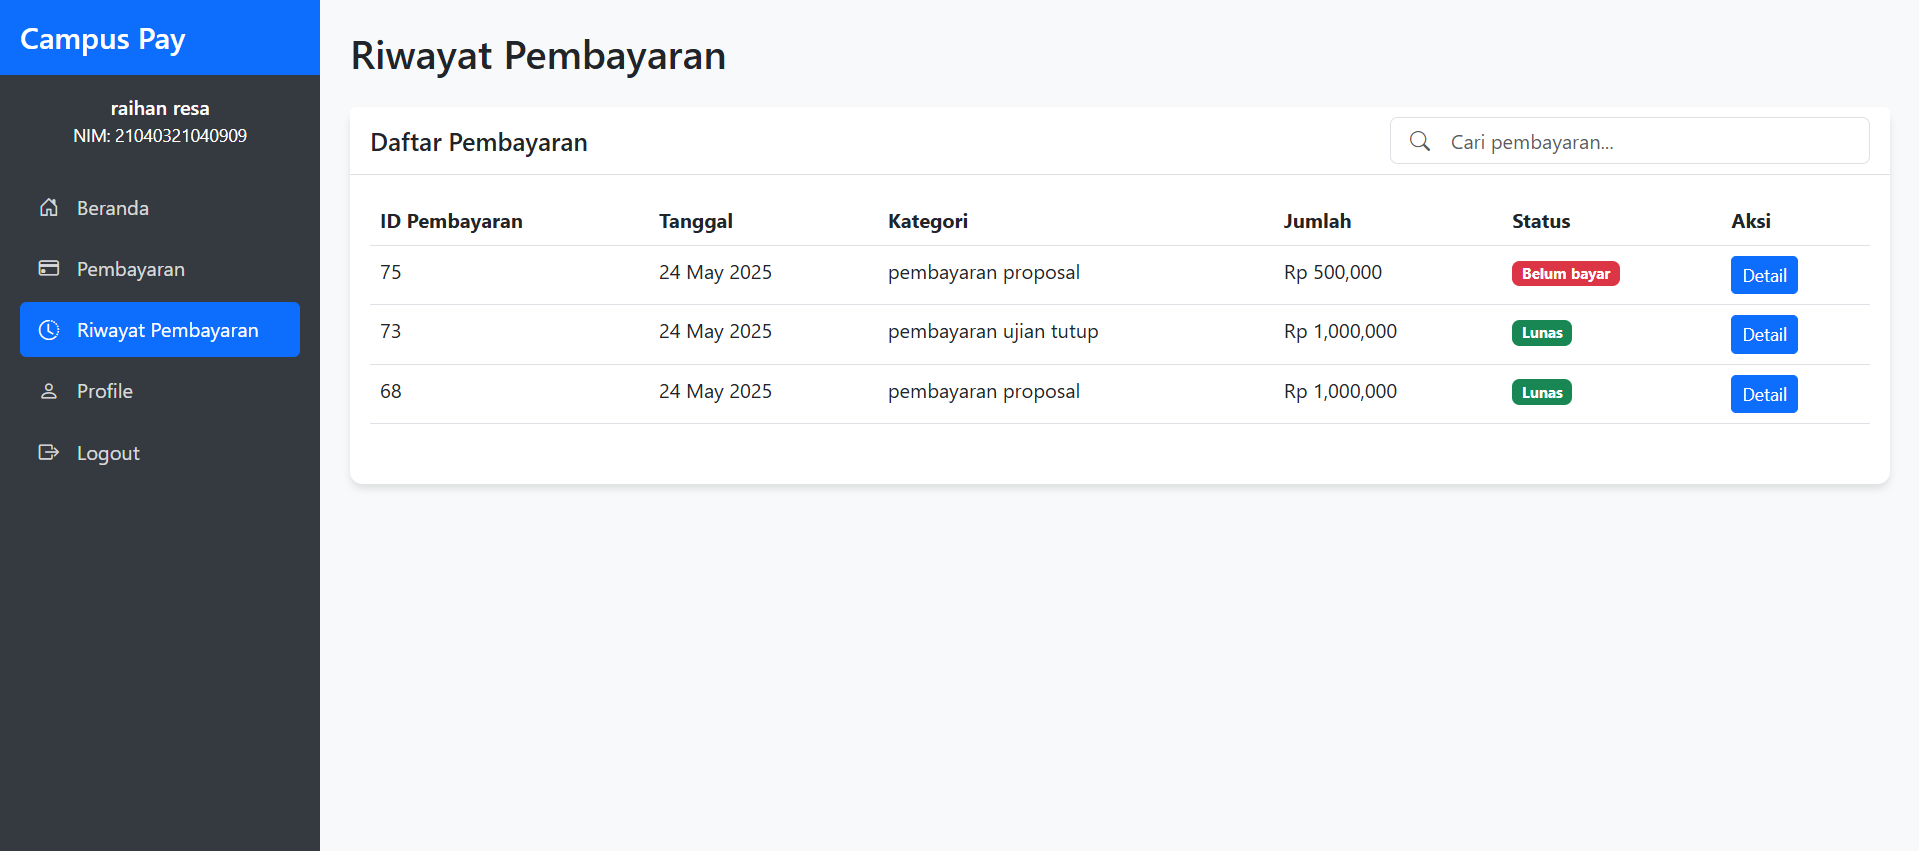 Campus Pay
raihan resa
NIM: 21040321040909
Beranda
Pembayaran
Riwayat Pembayaran
Profile
Logout
Riwayat Pembayaran
Daftar Pembayaran
Cari pembayaran...
ID Pembayaran Tanggal Kategori Jumlah Status Aksi
75 24 May 2025 pembayaran proposal Rp 500,000 Belum bayar Detail
73 24 May 2025 pembayaran ujian tutup Rp 1,000,000 Lunas Detail
68 24 May 2025 pembayaran proposal Rp 1,000,000 Lunas Detail